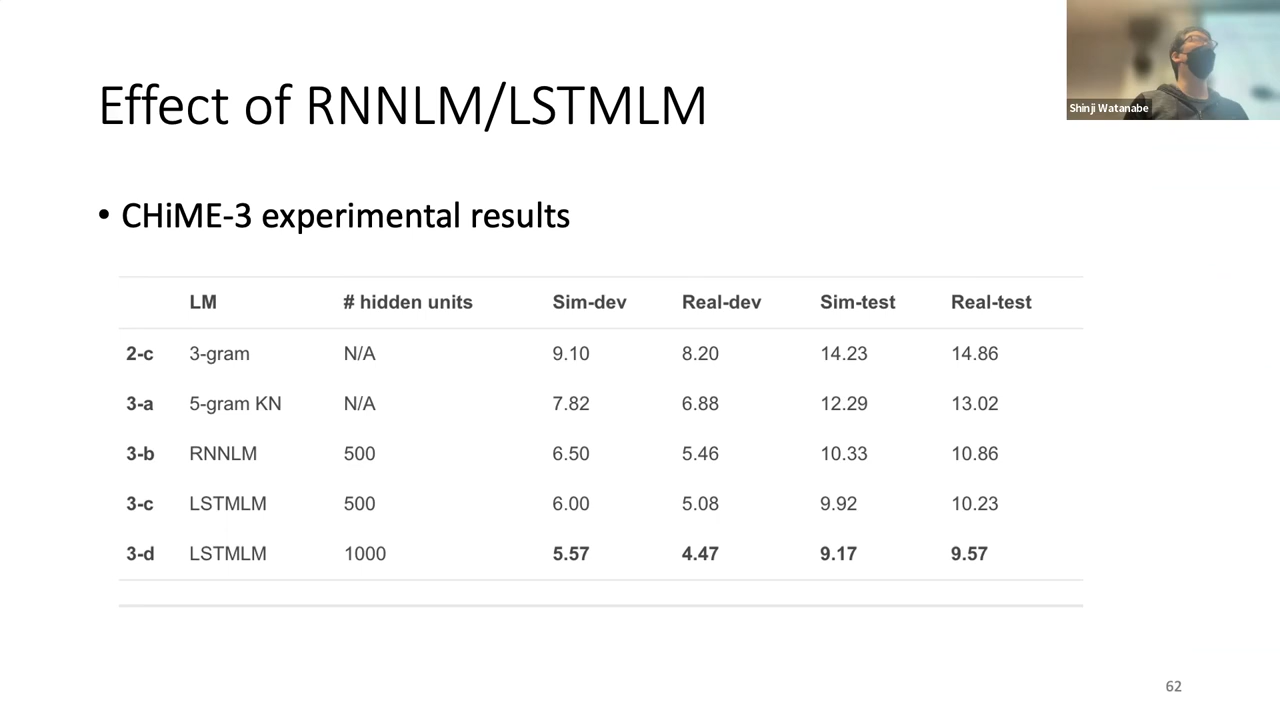 Shinji Watanabe
Effect of RNNLM/LSTMLM
• CHiME-3 experimental results
LM # hidden units Sim-dev Real-dev Sim-test Real-test
2-c 3-gram N/A 9.10 8.20 14.23 14.86
3-a 5-gram KN N/A 7.82 6.88 12.29 13.02
3-b RNNLM 500 6.50 5.46 10.33 10.86
3-c LSTMLM 500 6.00 5.08 9.92 10.23
3-d LSTMLM 1000 5.57 4.47 9.17 9.57
62